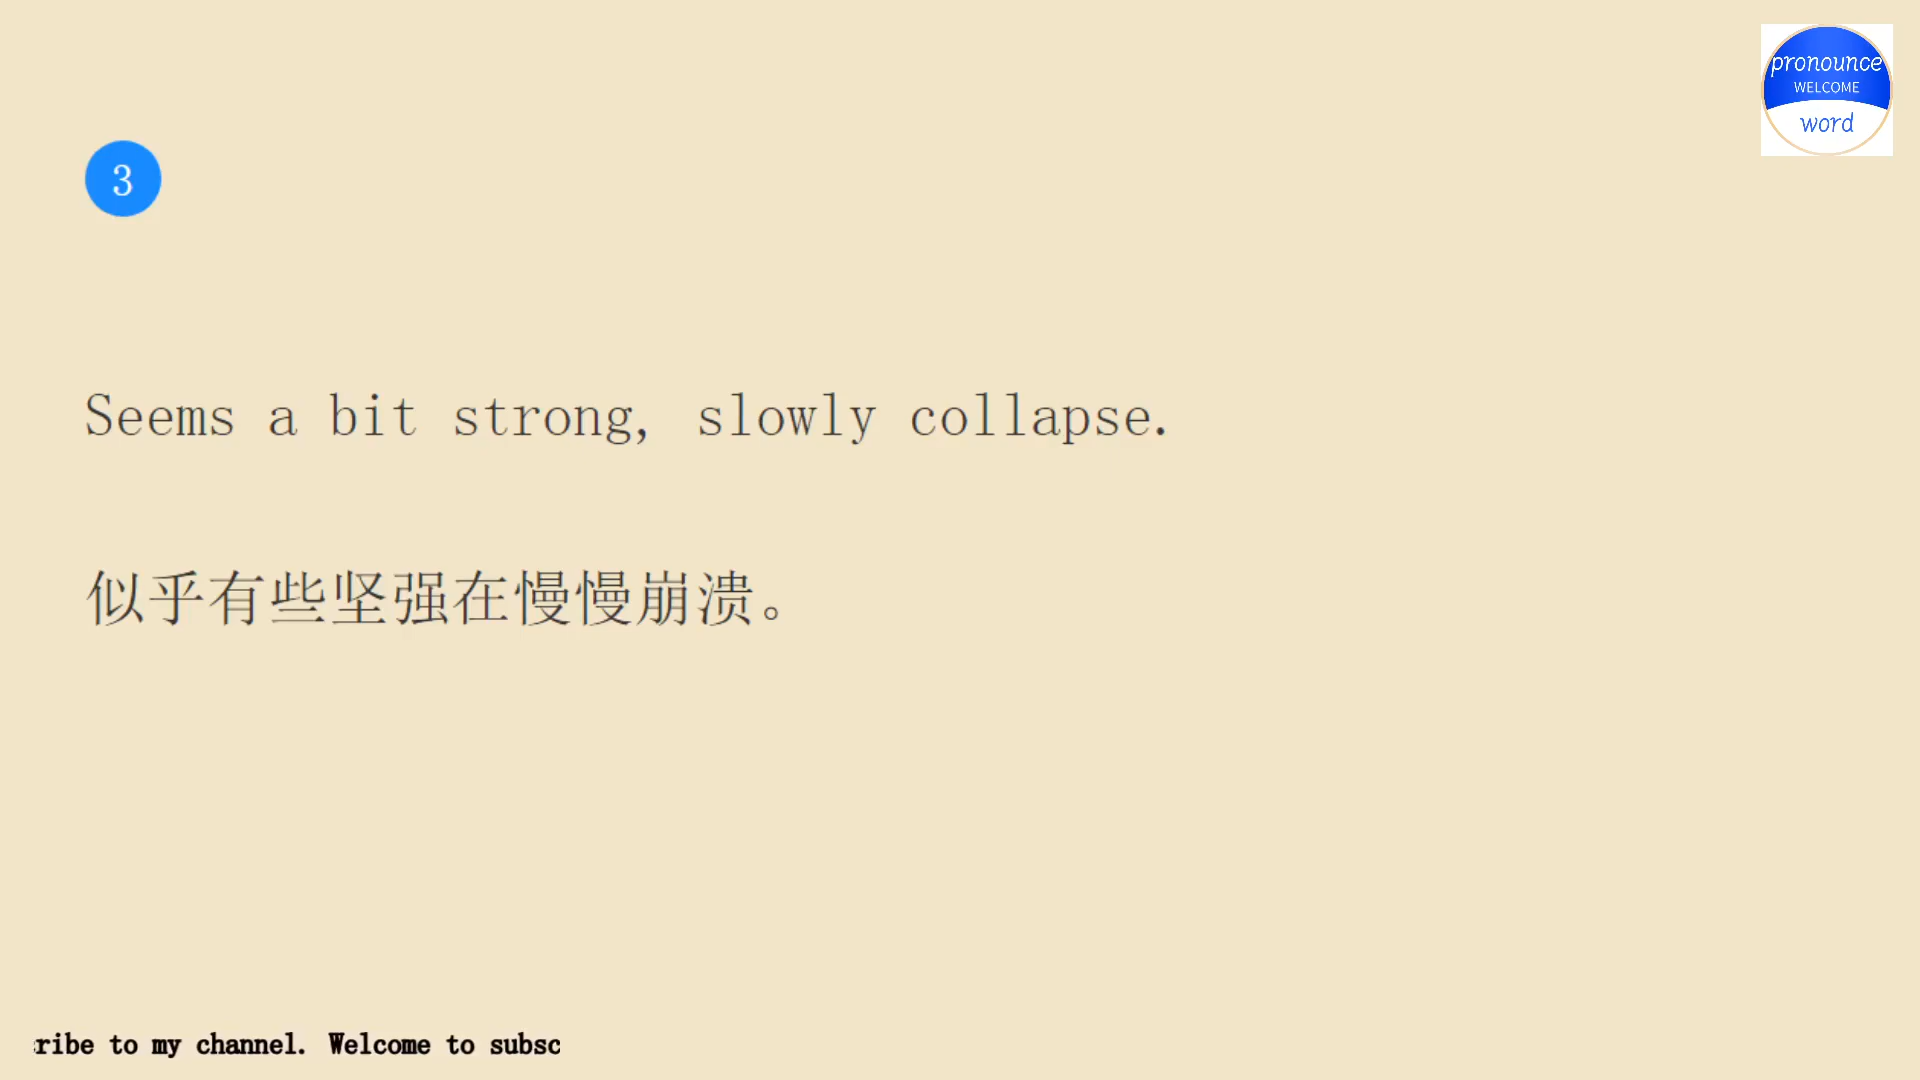 pronounce
WELCOME
word
3
Seems a bit strong, slowly collapse.
似乎有些坚强在慢慢崩溃。
ribe to my channel. Welcome to subsc